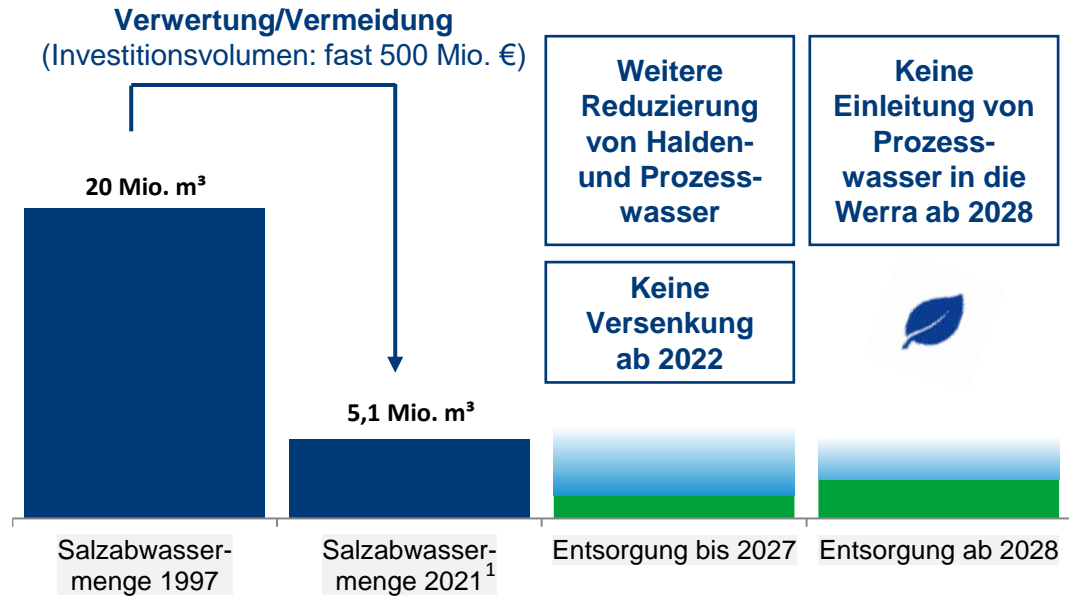 Verwertung/Vermeidung
(Investitionsvolumen: fast 500 Mio. €)
20 Mio. m³
5,1 Mio. m³
Weitere
Reduzierung
von Halden-
und Prozess-
wasser
Keine
Versenkung
ab 2022
Keine
Einleitung von
Prozess-
wasser in die
Werra ab 2028
Salzabwasser-
menge 1997
Salzabwasser-
menge 2021¹
Entsorgung bis 2027
Entsorgung ab 2028